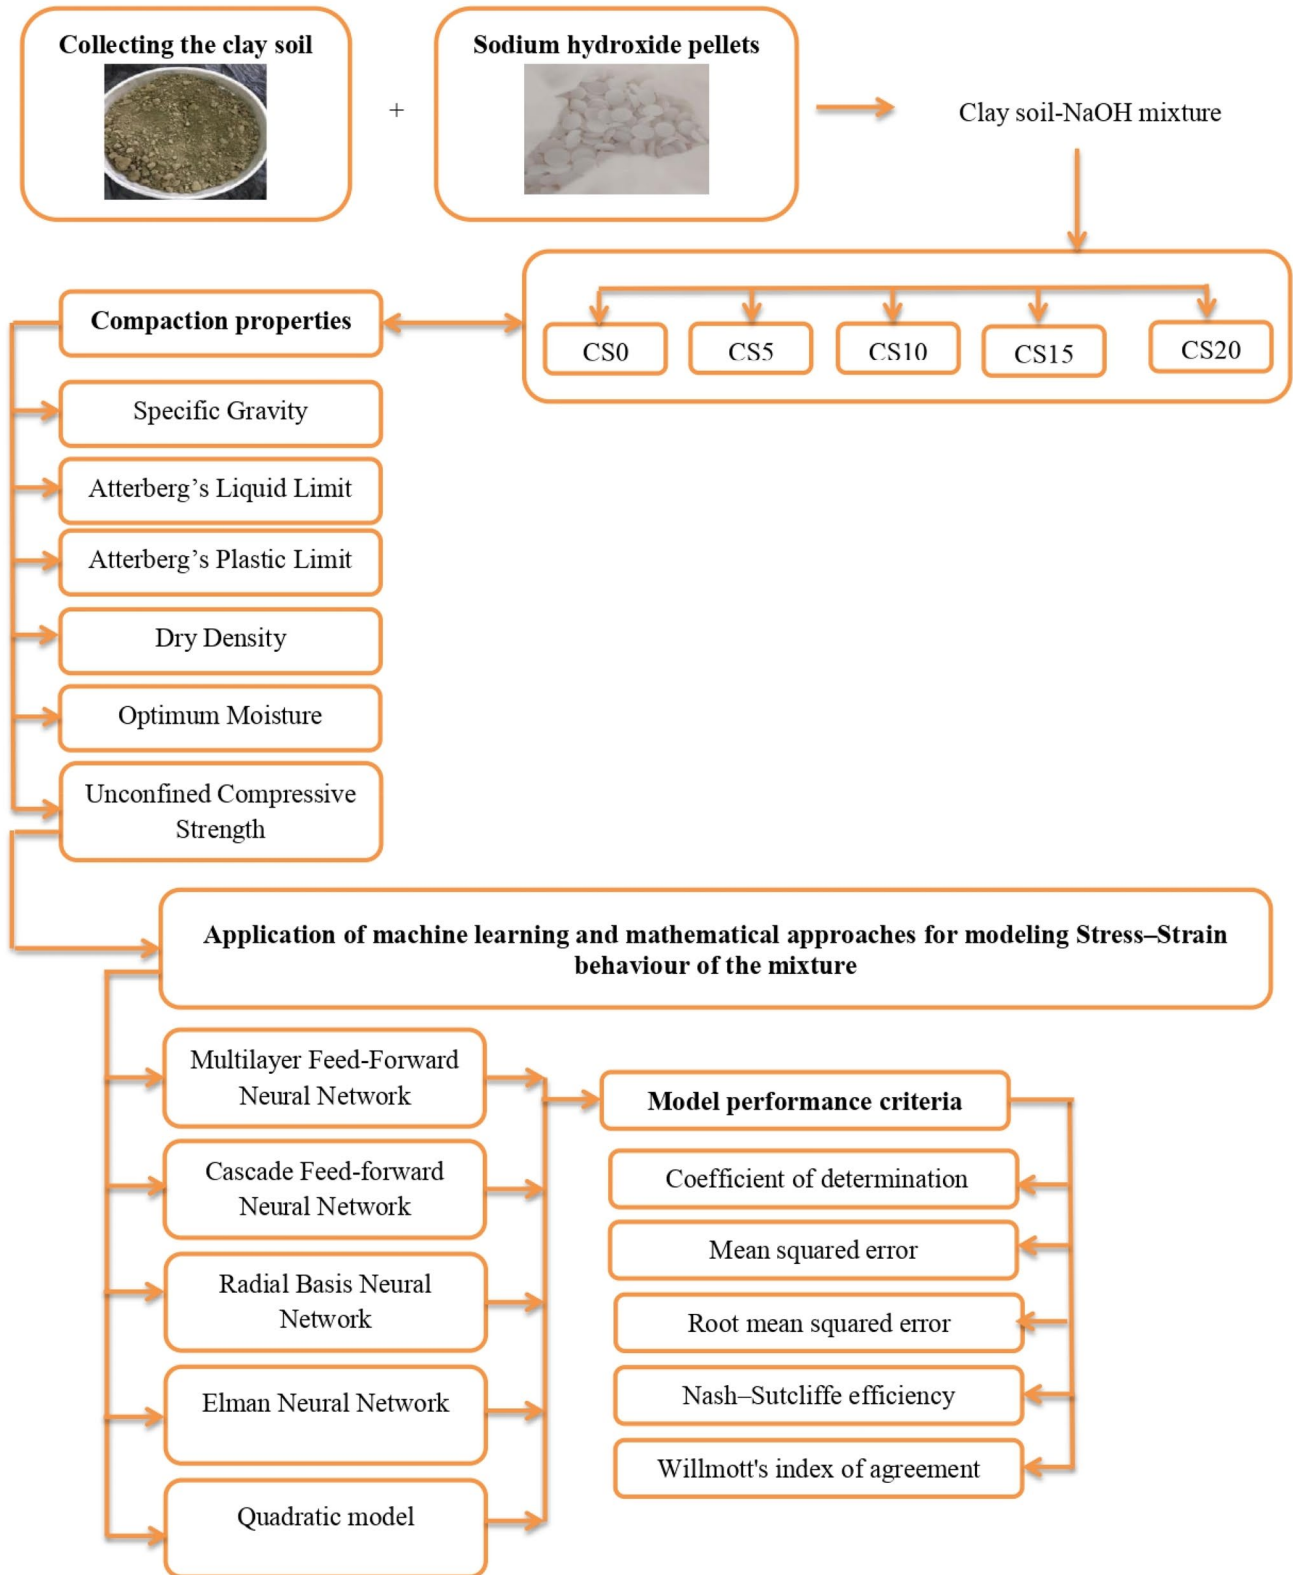 Collecting the clay soil
+
Sodium hydroxide pellets
Clay soil-NaOH mixture
CS0
CS5
CS10
CS15
CS20
Compaction properties
Specific Gravity
Atterberg’s Liquid Limit
Atterberg’s Plastic Limit
Dry Density
Optimum Moisture
Unconfined Compressive
Strength
Application of machine learning and mathematical approaches for modeling Stress–Strain
behaviour of the mixture
Multilayer Feed-Forward
Neural Network
Cascade Feed-forward
Neural Network
Radial Basis Neural
Network
Elman Neural Network
Quadratic model
Model performance criteria
Coefficient of determination
Mean squared error
Root mean squared error
Nash–Sutcliffe efficiency
Willmott's index of agreement